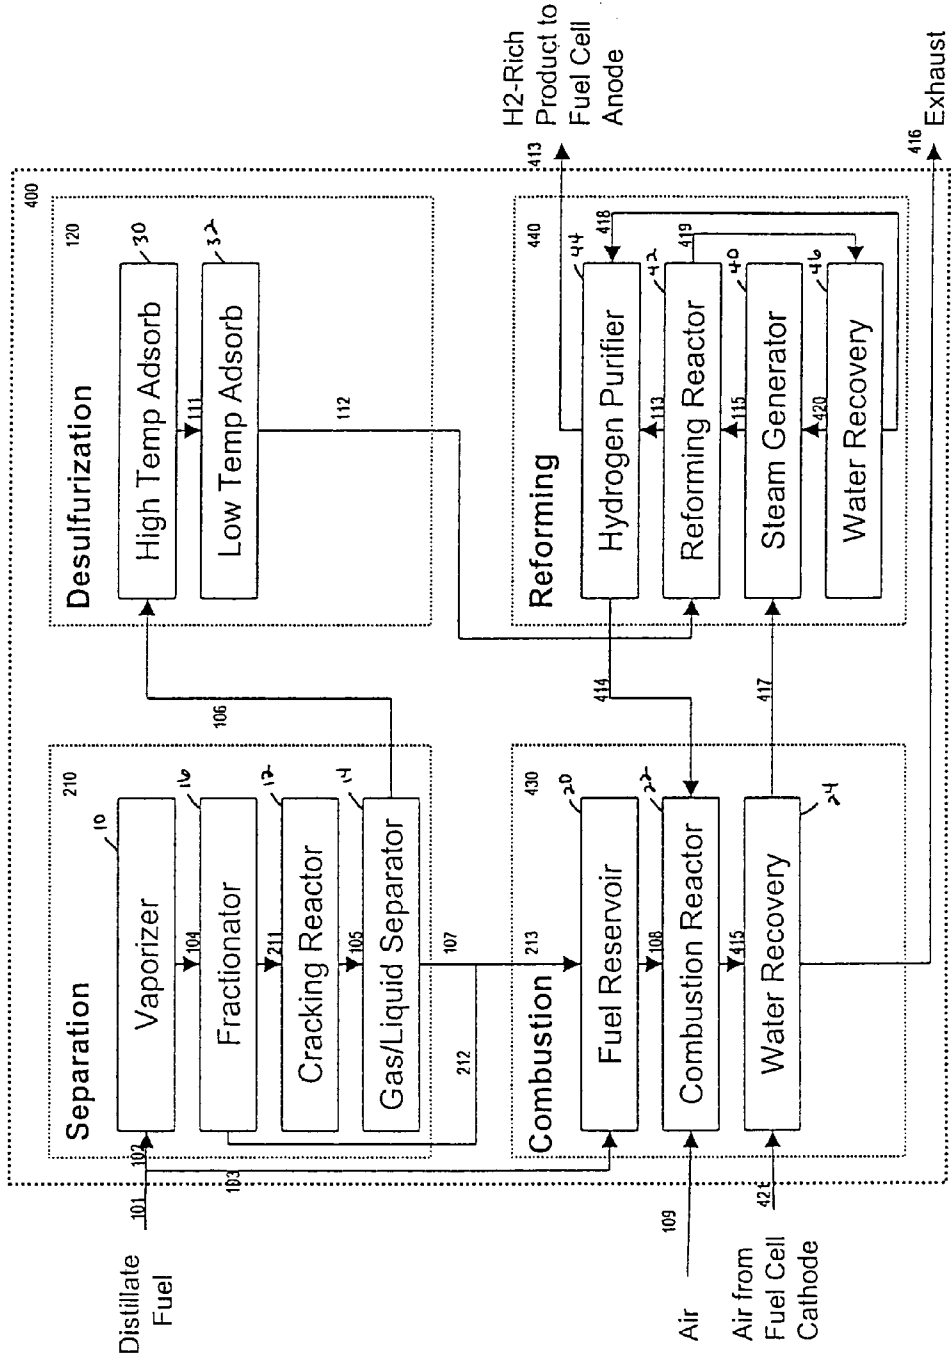 400
Separation
210
Vaporizer
10
104
Fractionator
16
211
Cracking Reactor
12
105
Gas/Liquid Separator
14
107
212
106
Desulfurization
120
High Temp Adsorb
30
111
Low Temp Adsorb
32
112
Distillate
Fuel
101
102
103
Combustion
213
430
Fuel Reservoir
20
108
Combustion Reactor
22
415
Water Recovery
24
Air
109
Air from
Fuel Cell
Cathode
421
414
417
Reforming
440
Hydrogen Purifier
44
113
Reforming Reactor
42
115
Steam Generator
40
420
Water Recovery
46
418
419
413
H2-Rich
Product to
Fuel Cell
Anode
416
Exhaust